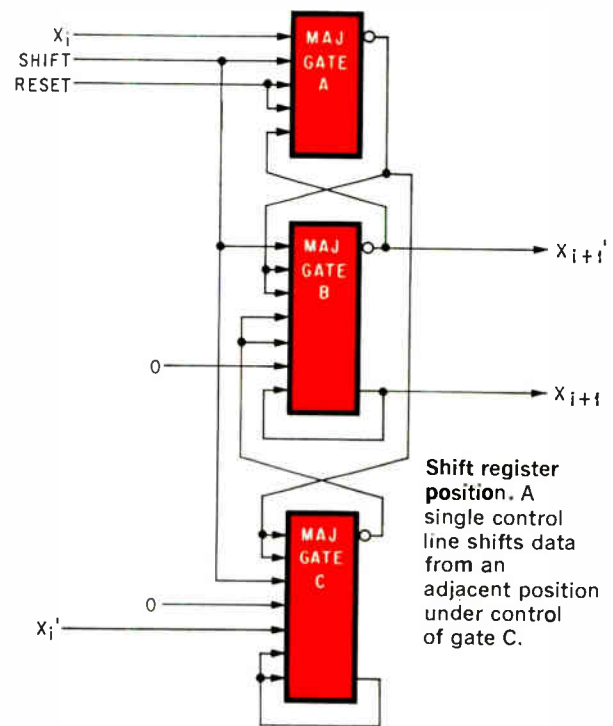 Xi
SHIFT
RESET
MAJ
GATE
A
MAJ
GATE
B
Xi+1'
0
Xi+1
Shift register
position. A
single control
line shifts data
from an
adjacent position
under control
of gate C.
MAJ
GATE
C
0
Xi'